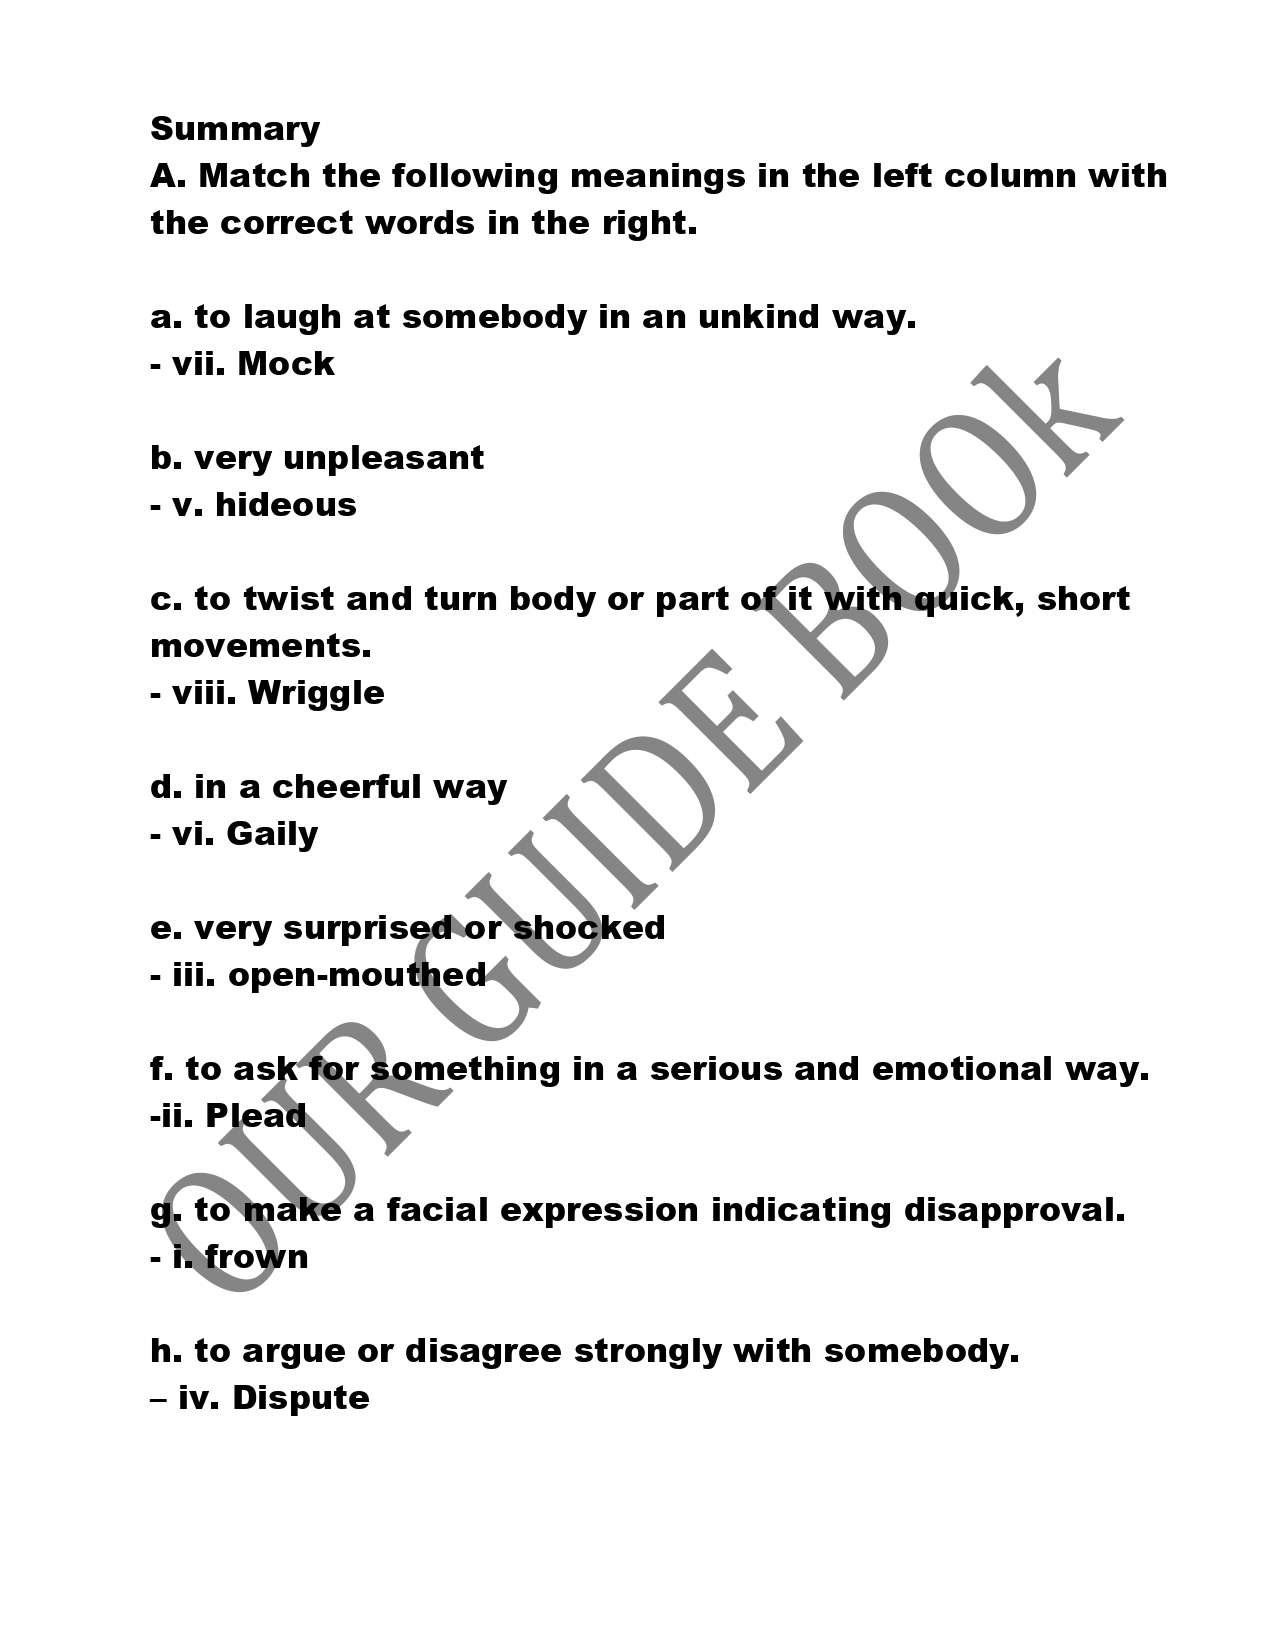 Summary
A. Match the following meanings in the left column with
the correct words in the right.
a. to laugh at somebody in an unkind way.
- vii. Mock
b. very unpleasant
- v. hideous
c. to twist and turn body or part of it with quick, short
movements.
- viii. Wriggle
d. in a cheerful way
- vi. Gaily
e. very surprised or shocked
- iii. open-mouthed
f. to ask for something in a serious and emotional way.
-ii. Plead
g. to make a facial expression indicating disapproval.
- i. frown
h. to argue or disagree strongly with somebody.
– iv. Dispute
OUR GUIDE BOOk